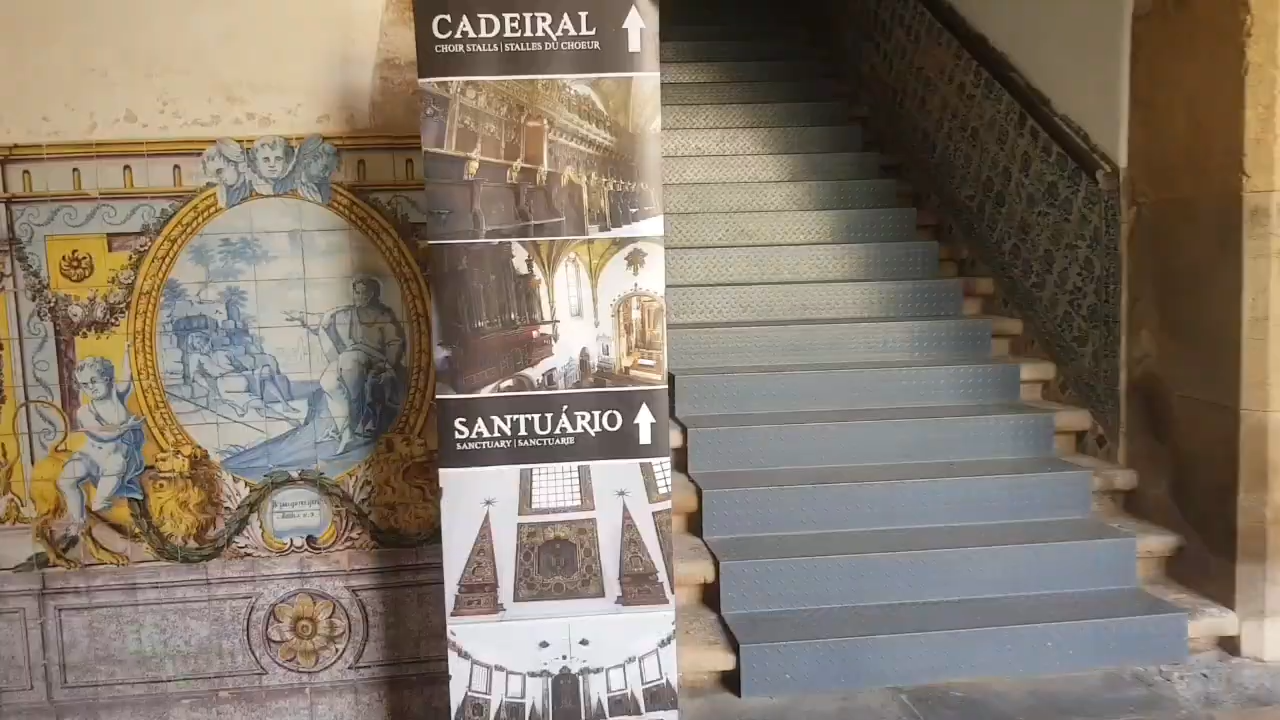 CADEIRAL
CHOIR STALLS | STALLES DU CHOEUR
SANTUÁRIO
SANCTUARY | SANCTUARIE